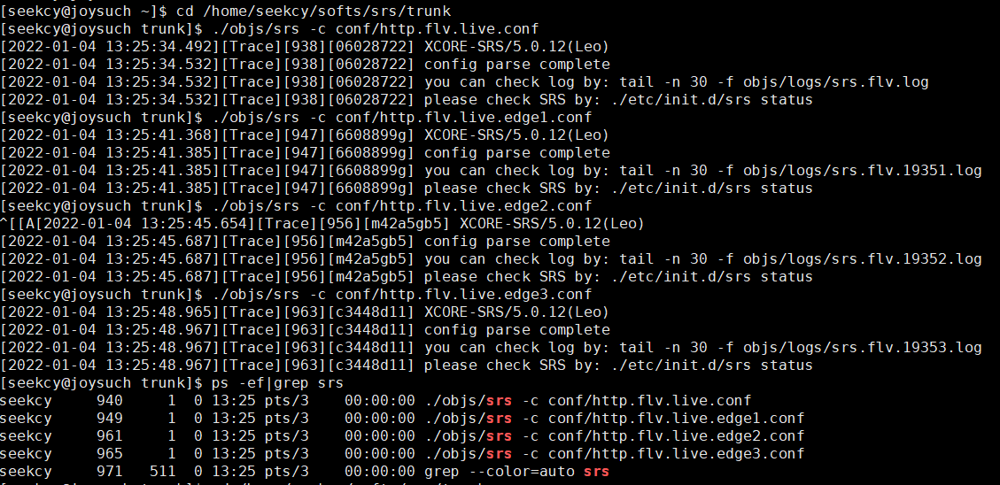 [seekcy@joysuch ~]$ cd /home/seekcy/softs/srs/trunk
[seekcy@joysuch trunk]$ ./objs/srs -c conf/http.flv.live.conf
[2022-01-04 13:25:34.492][Trace][938][06028722] XCORE-SRS/5.0.12(Leo)
[2022-01-04 13:25:34.532][Trace][938][06028722] config parse complete
[2022-01-04 13:25:34.532][Trace][938][06028722] you can check log by: tail -n 30 -f objs/logs/srs.flv.log
[2022-01-04 13:25:34.532][Trace][938][06028722] please check SRS by: ./etc/init.d/srs status
[seekcy@joysuch trunk]$ ./objs/srs -c conf/http.flv.live.edge1.conf
[2022-01-04 13:25:41.368][Trace][947][6608899g] XCORE-SRS/5.0.12(Leo)
[2022-01-04 13:25:41.385][Trace][947][6608899g] config parse complete
[2022-01-04 13:25:41.385][Trace][947][6608899g] you can check log by: tail -n 30 -f objs/logs/srs.flv.19351.log
[2022-01-04 13:25:41.385][Trace][947][6608899g] please check SRS by: ./etc/init.d/srs status
[seekcy@joysuch trunk]$ ./objs/srs -c conf/http.flv.live.edge2.conf
^[[A[2022-01-04 13:25:45.654][Trace][956][m42a5gb5] XCORE-SRS/5.0.12(Leo)
[2022-01-04 13:25:45.687][Trace][956][m42a5gb5] config parse complete
[2022-01-04 13:25:45.687][Trace][956][m42a5gb5] you can check log by: tail -n 30 -f objs/logs/srs.flv.19352.log
[2022-01-04 13:25:45.687][Trace][956][m42a5gb5] please check SRS by: ./etc/init.d/srs status
[seekcy@joysuch trunk]$ ./objs/srs -c conf/http.flv.live.edge3.conf
[2022-01-04 13:25:48.965][Trace][963][c3448d11] XCORE-SRS/5.0.12(Leo)
[2022-01-04 13:25:48.967][Trace][963][c3448d11] config parse complete
[2022-01-04 13:25:48.967][Trace][963][c3448d11] you can check log by: tail -n 30 -f objs/logs/srs.flv.19353.log
[2022-01-04 13:25:48.967][Trace][963][c3448d11] please check SRS by: ./etc/init.d/srs status
[seekcy@joysuch trunk]$ ps -ef|grep srs
seekcy     940     1  0 13:25 pts/3    00:00:00 ./objs/srs -c conf/http.flv.live.conf
seekcy     949     1  0 13:25 pts/3    00:00:00 ./objs/srs -c conf/http.flv.live.edge1.conf
seekcy     961     1  0 13:25 pts/3    00:00:00 ./objs/srs -c conf/http.flv.live.edge2.conf
seekcy     965     1  0 13:25 pts/3    00:00:00 ./objs/srs -c conf/http.flv.live.edge3.conf
seekcy     971   511  0 13:25 pts/3    00:00:00 grep --color=auto srs